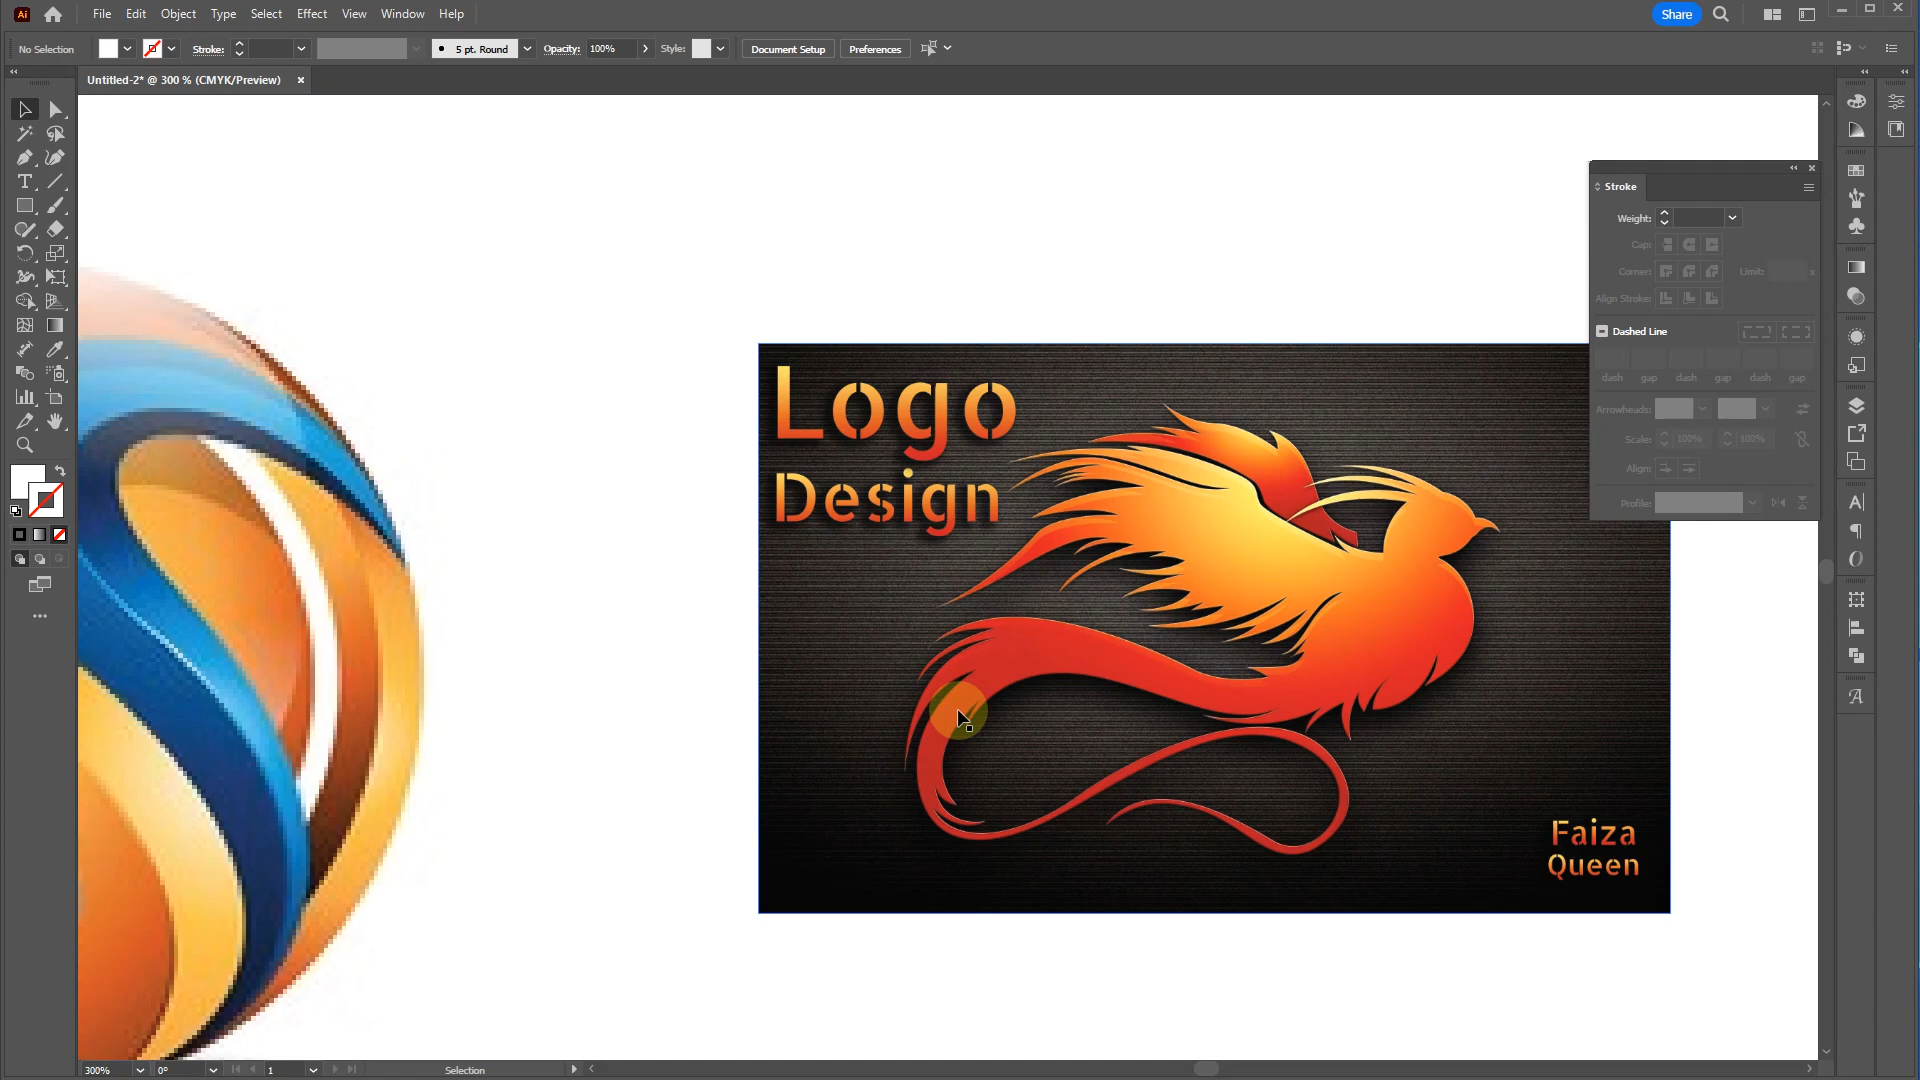 Ai File Edit Object Type Select Effect View Window Help Share
No Selection Stroke: 5 pt. Round Opacity: 100% Style: Document Setup Preferences
Untitled-2* @ 300 % (CMYK/Preview) ×
Stroke
Weight:
Cap:
Corner: Limit: x
Align Stroke:
Dashed Line
dash gap dash gap dash gap
Arrowheads:
Scale: 100% 100%
Align:
Profile:
Logo
Design
Faiza
Queen
300% 0° 1 Selection